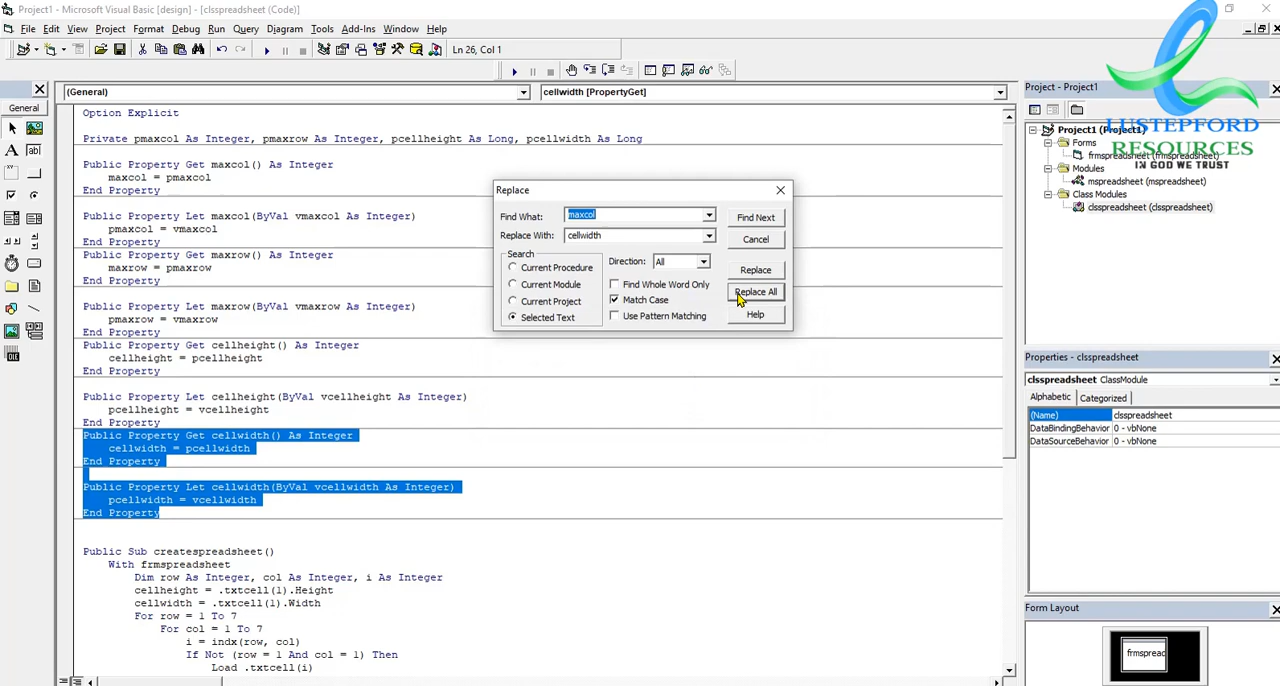 Project1 - Microsoft Visual Basic [design] - [clsspreadsheet (Code)]
File Edit View Project Format Debug Run Query Diagram Tools Add-Ins Window Help
Ln 26, Col 1
General
(General)
cellwidth [PropertyGet]
Option Explicit
Private pmaxcol As Integer, pmaxrow As Integer, pcellheight As Long, pcellwidth As Long
Public Property Get maxcol() As Integer
maxcol = pmaxcol
End Property
Public Property Let maxcol(ByVal vmaxcol As Integer)
pmaxcol = vmaxcol
End Property
Public Property Get maxrow() As Integer
maxrow = pmaxrow
End Property
Public Property Let maxrow(ByVal vmaxrow As Integer)
pmaxrow = vmaxrow
End Property
Public Property Get cellheight() As Integer
cellheight = pcellheight
End Property
Public Property Let cellheight(ByVal vcellheight As Integer)
pcellheight = vcellheight
End Property
Public Property Get cellwidth() As Integer
cellwidth = pcellwidth
End Property
Public Property Let cellwidth(ByVal vcellwidth As Integer)
pcellwidth = vcellwidth
End Property
Public Sub createspreadsheet()
With frmspreadsheet
Dim row As Integer, col As Integer, i As Integer
cellheight = .txtcell(1).Height
cellwidth = .txtcell(1).Width
For row = 1 To 7
For col = 1 To 7
i = indx(row, col)
If Not (row = 1 And col = 1) Then
Load .txtcell(i)
Replace
Find What: maxcol
Find Next
Replace With: cellwidth
Cancel
Search
Current Procedure
Current Module
Current Project
Selected Text
Direction: All
Find Whole Word Only
Match Case
Use Pattern Matching
Replace
Replace All
Help
Project - Project1
Project1 (Project1)
Forms
frmspreadsheet (frmspreadsheet)
Modules
mspreadsheet (mspreadsheet)
Class Modules
clsspreadsheet (clsspreadsheet)
LUSTEPFORD
RESOURCES
IN GOD WE TRUST
Properties - clsspreadsheet
clsspreadsheet ClassModule
Alphabetic Categorized
(Name) clsspreadsheet
DataBindingBehavior 0 - vbNone
DataSourceBehavior 0 - vbNone
Form Layout
frmspread